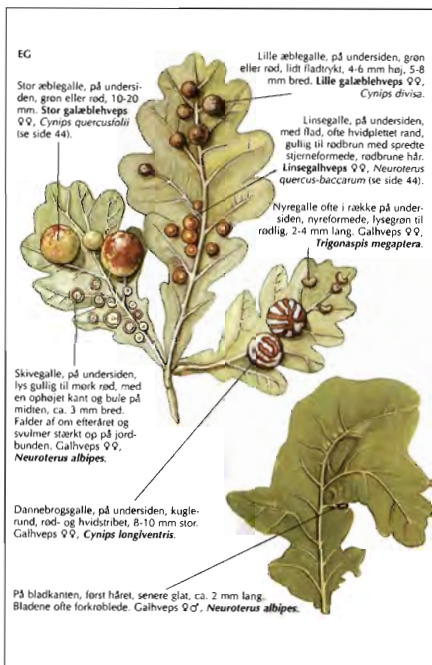 EG
Stor æblegalle, på undersi-
den, grøn eller rød, 10-20
mm. Stor galæblehveps
♀♀, Cynips quercusfolii
(se side 44).
Lille æblegalle, på undersiden, grøn
eller rød, lidt fladtrykt, 4-6 mm høj, 5-8
mm bred. Lille galæblehveps ♀♀,
Cynips divisa.
Linsegalle, på undersiden,
med flad, ofte hvidplettet rand,
gullig til rødbrun med spredte
stjerneformede, rødbrune hår.
Linsegalhveps ♀♀, Neuroterus
quercus-baccarum (se side 44).
Nyregalle ofte i række på under-
siden, nyreformede, lysegrøn til
rødlig, 2-4 mm lang. Galhveps ♀♀,
Trigonaspis megaptera.
Skivegalle, på undersiden,
lys gullig til mørk rød, med
en ophøjet kant og bule på
midten, ca. 3 mm bred.
Falder af om efteråret og
svulmer stærkt op på jord-
bunden. Galhveps ♀♀,
Neuroterus albipes.
Dannebrogsgalle, på undersiden, kugle-
rund, rød- og hvidstribet, 8-10 mm stor.
Galhveps ♀♀, Cynips longiventris.
På bladkanten, først håret, senere glat, ca. 2 mm lang.
Bladene ofte forkrøblede. Galhveps ♀♂, Neuroterus albipes.